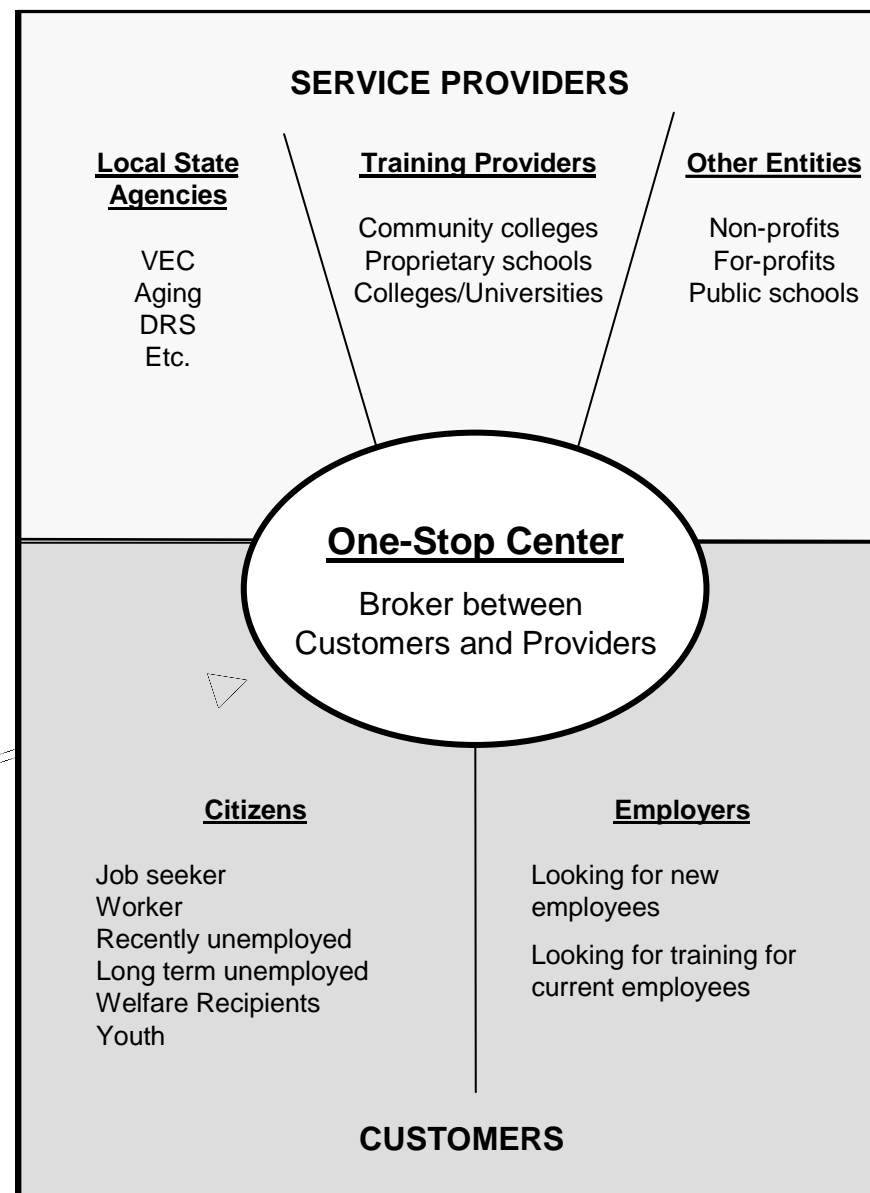 SERVICE PROVIDERS
Local State
Agencies
VEC
Aging
DRS
Etc.
Training Providers
Community colleges
Proprietary schools
Colleges/Universities
Other Entities
Non-profits
For-profits
Public schools
One-Stop Center
Broker between
Customers and Providers
Citizens
Job seeker
Worker
Recently unemployed
Long term unemployed
Welfare Recipients
Youth
Employers
Looking for new
employees
Looking for training for
current employees
CUSTOMERS